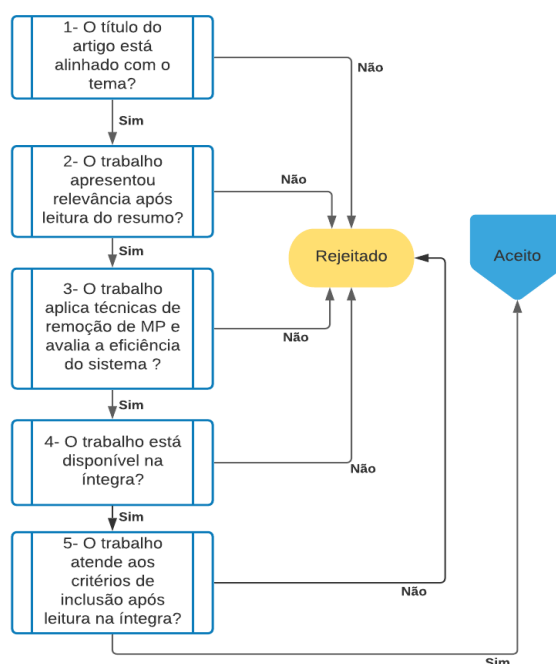 1- O título do
artigo está
alinhado com o
tema?
Não
Sim
2- O trabalho
apresentou
relevância após
leitura do resumo?
Não
Sim
Rejeitado
Aceito
3- O trabalho
aplica técnicas de
remoção de MP e
avalia a eficiência
do sistema ?
Não
Sim
4- O trabalho está
disponível na
íntegra?
Não
Sim
5- O trabalho
atende aos
critérios de
inclusão após
leitura na íntegra?
Não
Sim